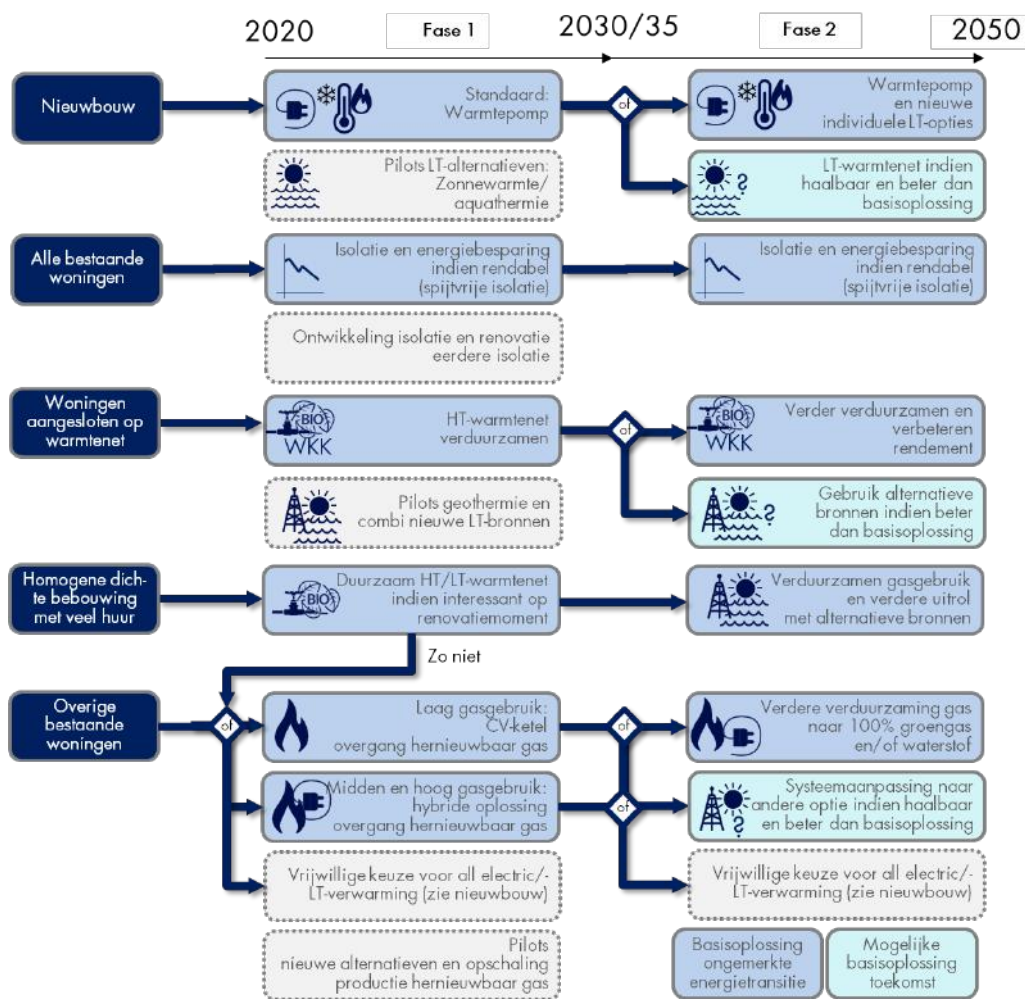 2020
Fase 1
2030/35
Fase 2
2050
Nieuwbouw
Standaard:
Warmtepomp
of
Warmtepomp
en nieuwe
individuele LT-opties
Pilots LT-alternatieven:
Zonnewarmte/
aquathermie
?
LT-warmtenet indien
haalbaar en beter dan
basisoplossing
Alle bestaande
woningen
Isolatie en energiebesparing
indien rendabel
(spijtvrije isolatie)
Isolatie en energiebesparing
indien rendabel
(spijtvrije isolatie)
Ontwikkeling isolatie en renovatie
eerdere isolatie
Woningen
aangesloten op
warmtenet
BIO
WKK
HT-warmtenet
verduurzamen
of
BIO
WKK
Verder verduurzamen en
verbeteren
rendement
Pilots geothermie en
combi nieuwe LT-bronnen
?
Gebruik alternatieve
bronnen indien beter
dan basisoplossing
Homogene dich-
te bebouwing
met veel huur
BIO
Duurzaam HT/LT-warmtenet
indien interessant op
renovatiemoment
Verduurzamen gasgebruik
en verdere uitrol
met alternatieve bronnen
Zo niet
Overige
bestaande
woningen
of
Laag gasgebruik:
CV-ketel
overgang hernieuwbaar gas
of
Verdere verduurzaming gas
naar 100% groengas
en/of waterstof
Midden en hoog gasgebruik:
hybride oplossing
overgang hernieuwbaar gas
of
?
Systeemaanpassing naar
andere optie indien haalbaar
en beter dan basisoplossing
Vrijwillige keuze voor all electric/-
LT-verwarming (zie nieuwbouw)
Vrijwillige keuze voor all electric/-
LT-verwarming (zie nieuwbouw)
Pilots
nieuwe alternatieven en opschaling
productie hernieuwbaar gas
Basisoplossing
ongemerkte
energietransitie
Mogelijke
basisoplossing
toekomst